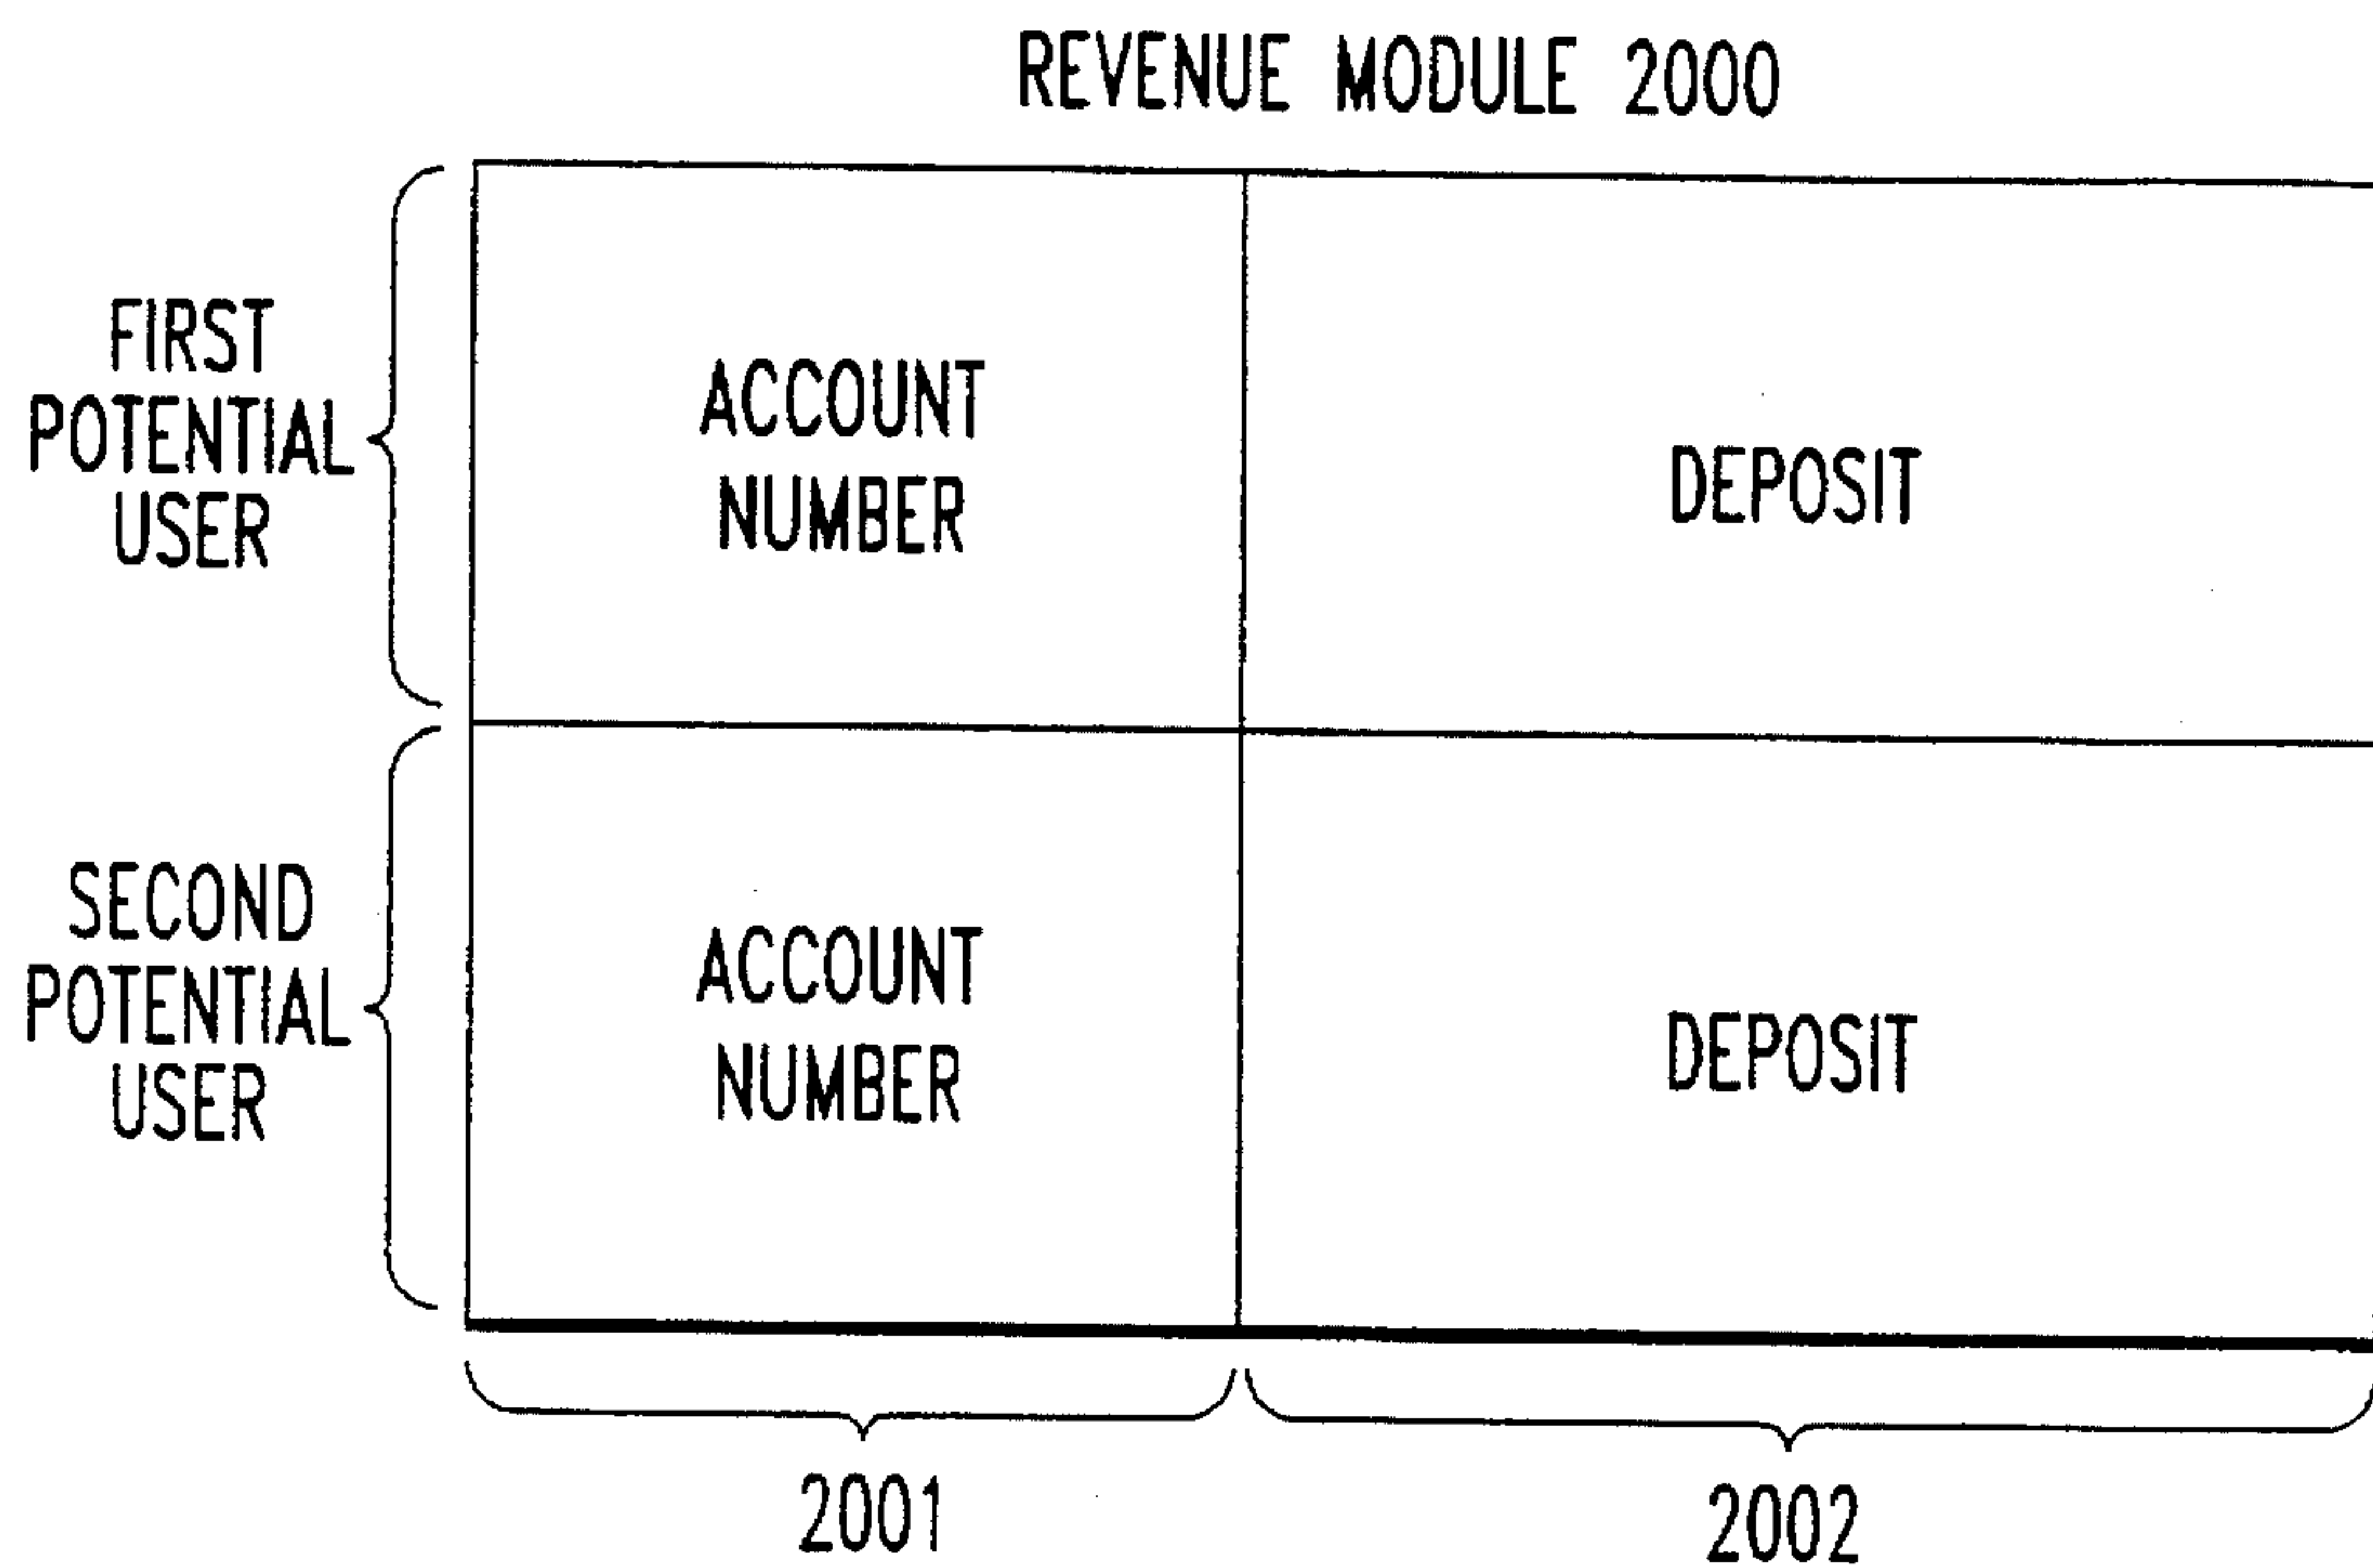 REVENUE MODULE 2000
FIRST
POTENTIAL
USER
ACCOUNT
NUMBER
DEPOSIT
SECOND
POTENTIAL
USER
ACCOUNT
NUMBER
DEPOSIT
2001
2002